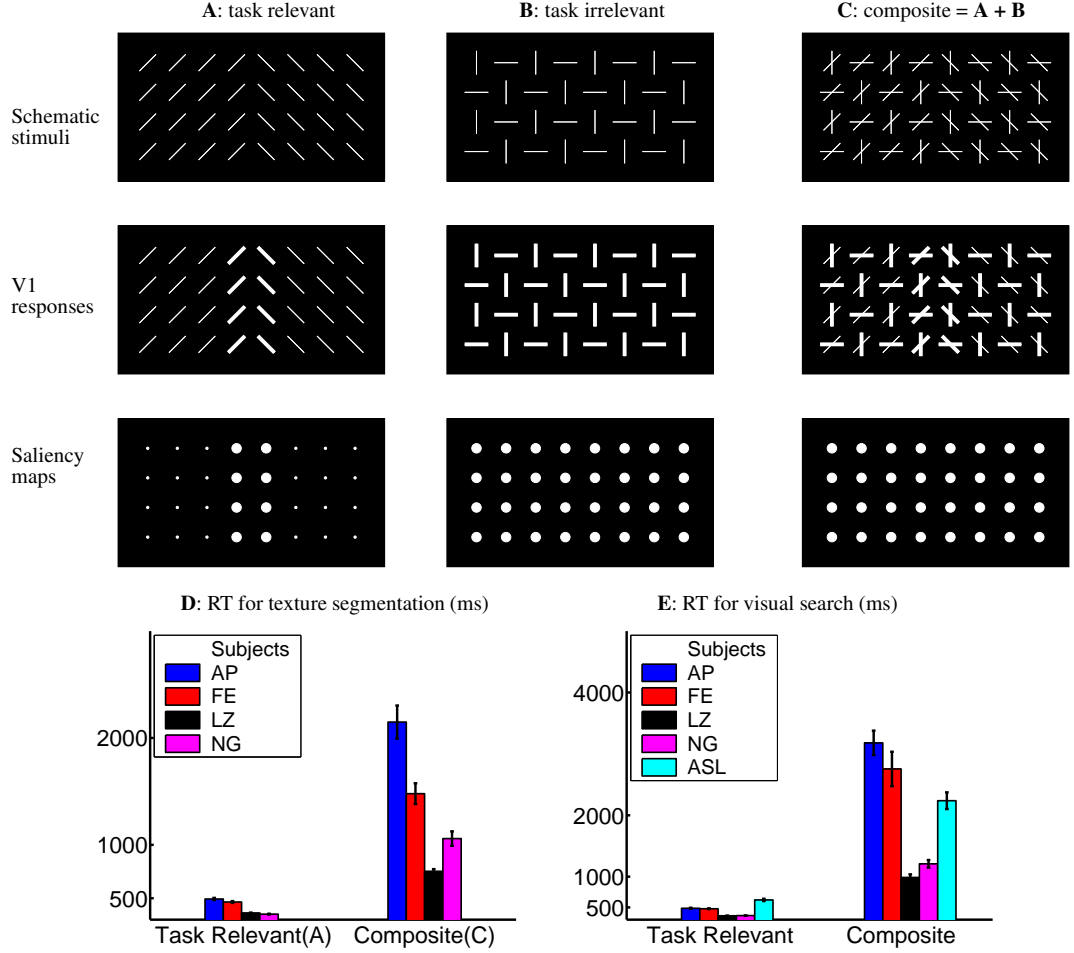 A: task relevant
B: task irrelevant
C: composite = A + B
Schematic
stimuli
V1
responses
Saliency
maps
D: RT for texture segmentation (ms)
Subjects
AP
FE
LZ
NG
2000
1000
500
Task Relevant(A)
Composite(C)
E: RT for visual search (ms)
Subjects
AP
FE
LZ
NG
ASL
4000
2000
1000
500
Task Relevant
Composite